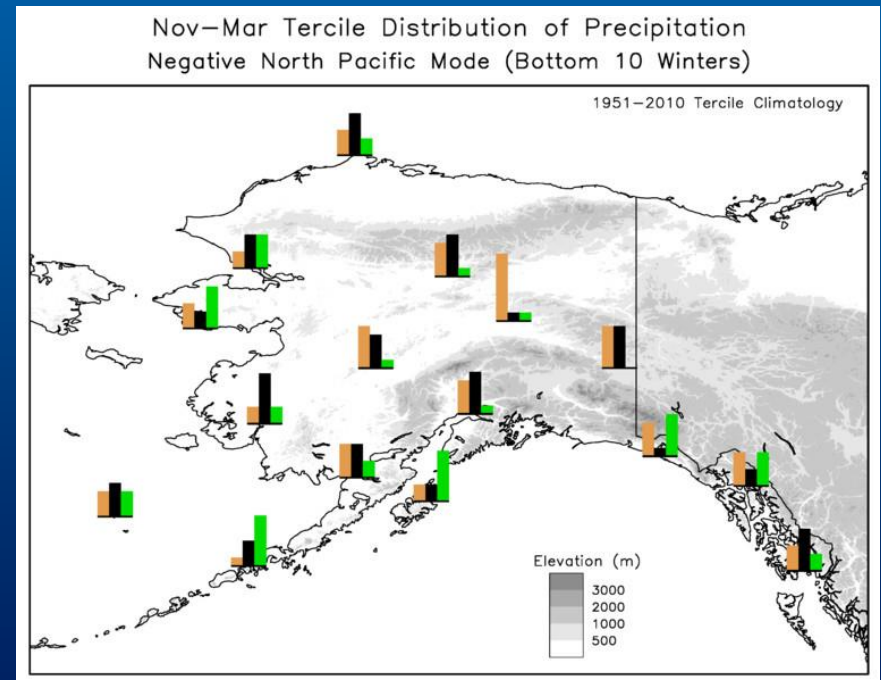 Nov-Mar Tercile Distribution of Precipitation
Negative North Pacific Mode (Bottom 10 Winters)
1951-2010 Tercile Climatology
Elevation (m)
3000
2000
1000
500